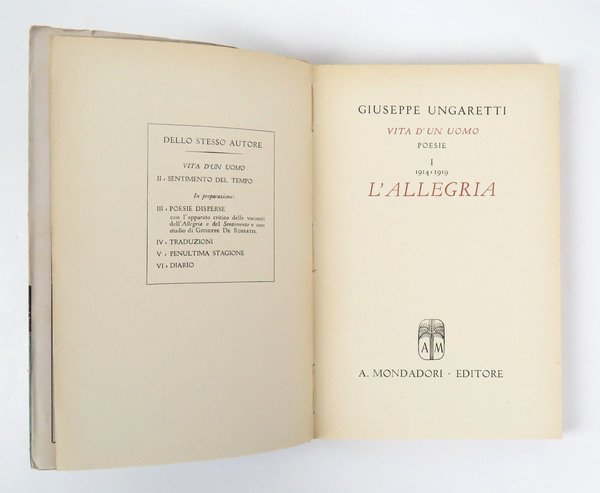 DELLO STESSO AUTORE
VITA D'UN UOMO
II - SENTIMENTO DEL TEMPO
In preparazione:
III - POESIE DISPERSE
con l'apparato critico delle varianti
dell'Allegria e del Sentimento e uno
studio di Giuseppe De Robertis.
IV - TRADUZIONI
V - PENULTIMA STAGIONE
VI - DIARIO
GIUSEPPE UNGARETTI
VITA D'UN UOMO
POESIE
I
1914-1919
L'ALLEGRIA
A M
A. MONDADORI · EDITORE